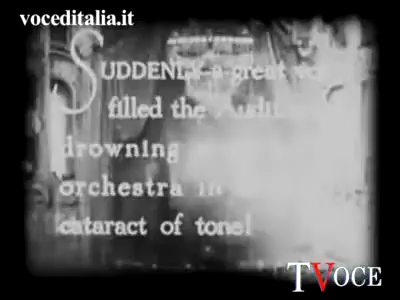 voceditalia.it
SUDDENLY a great
filled the
drowning
orchestra in
cataract of tone!
TVOCE